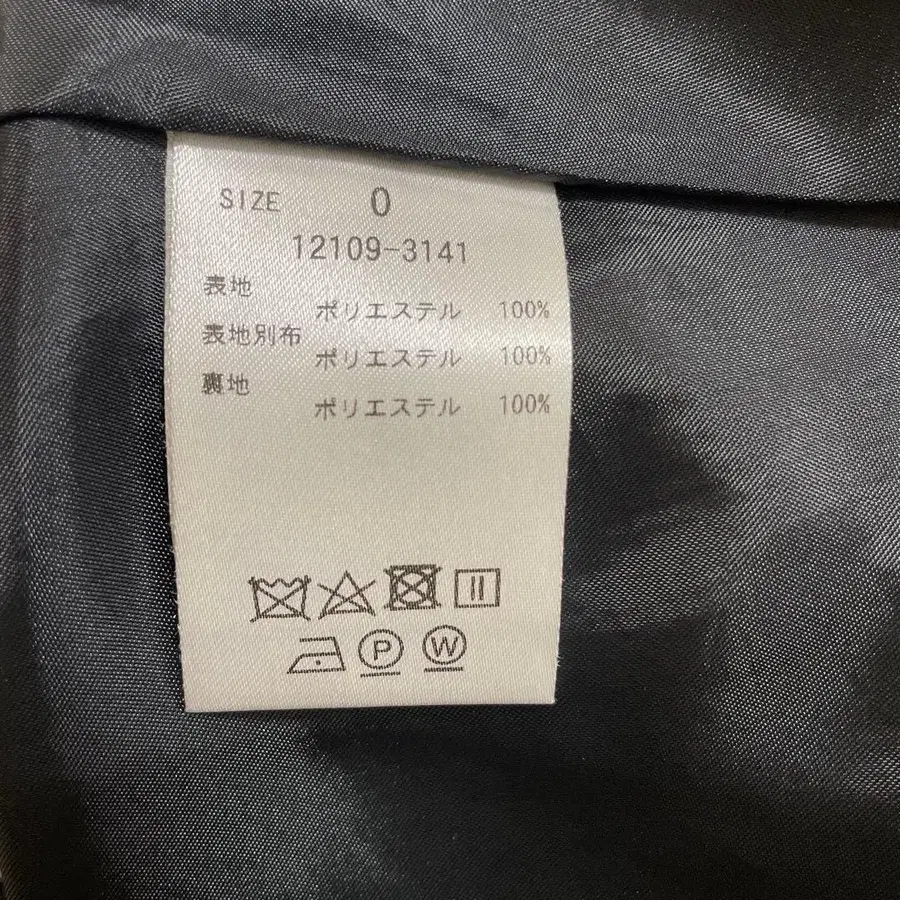 SIZE 0
12109-3141
表地
ポリエステル 100%
表地別布
ポリエステル 100%
裏地
ポリエステル 100%
P W